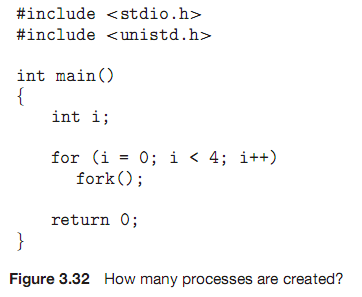 #include <stdio.h>
#include <unistd.h>
int main()
{
int i;
for (i = 0; i < 4; i++)
fork();
return 0;
}
Figure 3.32 How many processes are created?